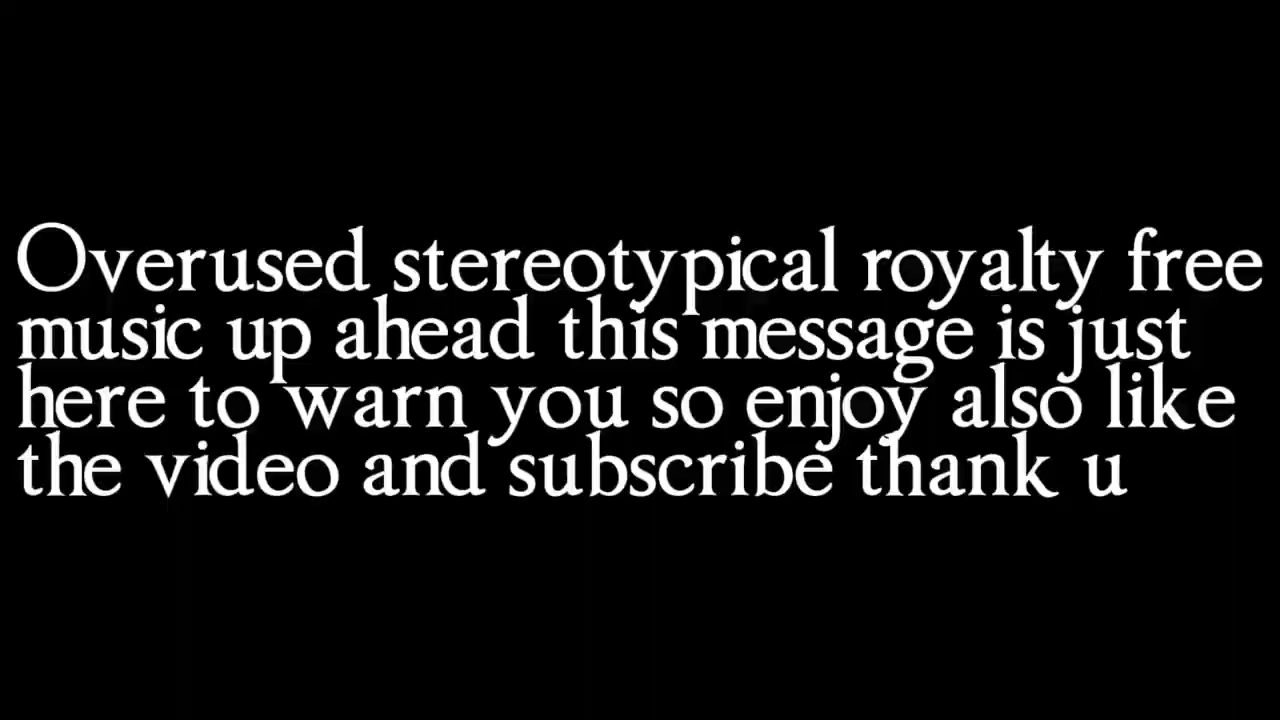 Overused stereotypical royalty free
music up ahead this message is just
here to warn you so enjoy also like
the video and subscribe thank u